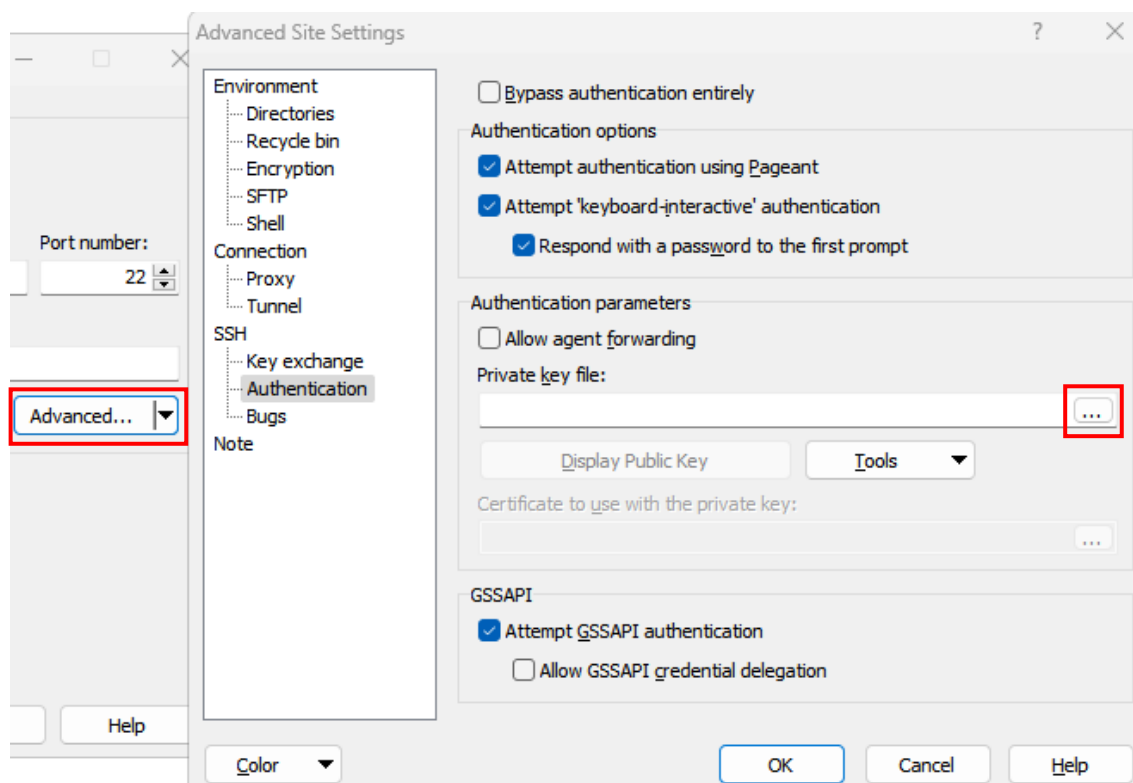 Port number:
22
Advanced...
Help
Advanced Site Settings
?
Environment
Directories
Recycle bin
Encryption
SFTP
Shell
Connection
Proxy
Tunnel
SSH
Key exchange
Authentication
Bugs
Note
Bypass authentication entirely
Authentication options
Attempt authentication using Pageant
Attempt 'keyboard-interactive' authentication
Respond with a password to the first prompt
Authentication parameters
Allow agent forwarding
Private key file:
...
Display Public Key
Tools
Certificate to use with the private key:
...
GSSAPI
Attempt GSSAPI authentication
Allow GSSAPI credential delegation
Color
OK
Cancel
Help